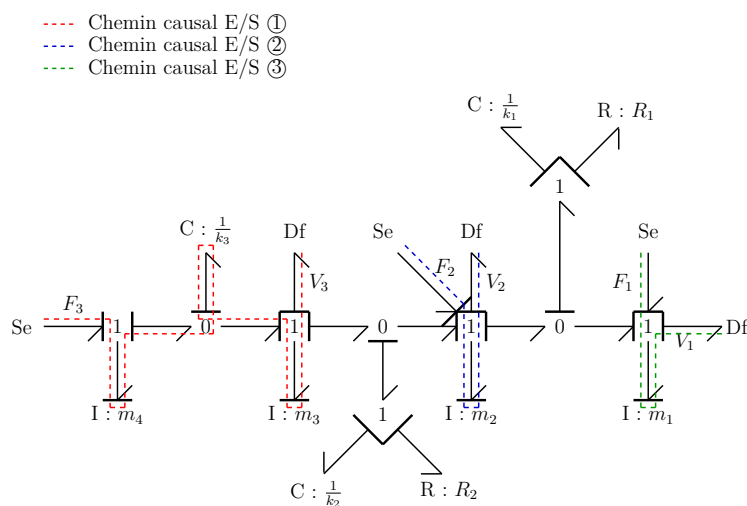 Chemin causal E/S ①
Chemin causal E/S ②
Chemin causal E/S ③
C : 1/k₁
R : R₁
1
C : 1/k₃
Df
Se
Df
Se
F₃
V₃
F₂
V₂
F₁
Se
1
0
1
0
1
0
1
Df
V₁
I : m₄
I : m₃
1
I : m₂
I : m₁
C : 1/k₂
R : R₂